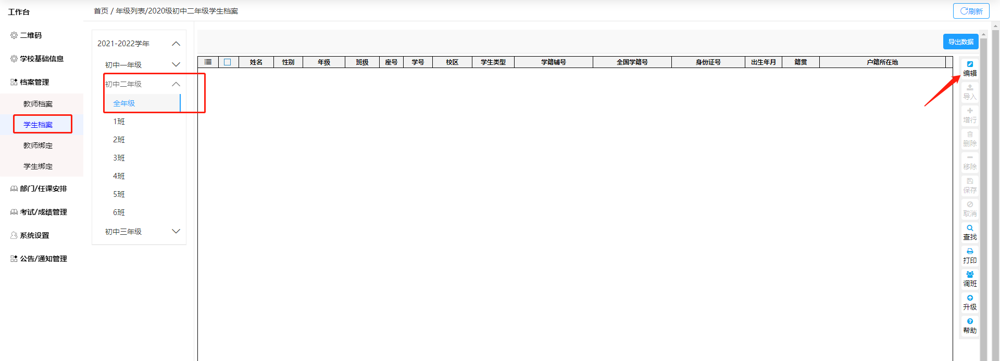 工作台
首页 / 年级列表/2020级初中二年级学生档案
刷新
二维码
学校基础信息
档案管理
教师档案
学生档案
教师绑定
学生绑定
部门/任课安排
考试/成绩管理
系统设置
公告/通知管理
2021-2022学年
初中一年级
初中二年级
全年级
1班
2班
3班
4班
5班
6班
初中三年级
导出数据
姓名 性别 年级 班级 座号 学号 校区 学生类型 学籍辅号 全国学籍号 身份证号 出生年月 籍贯 户籍所在地
编辑
导入
增行
删除
移除
保存
取消
查找
打印
调班
升级
帮助